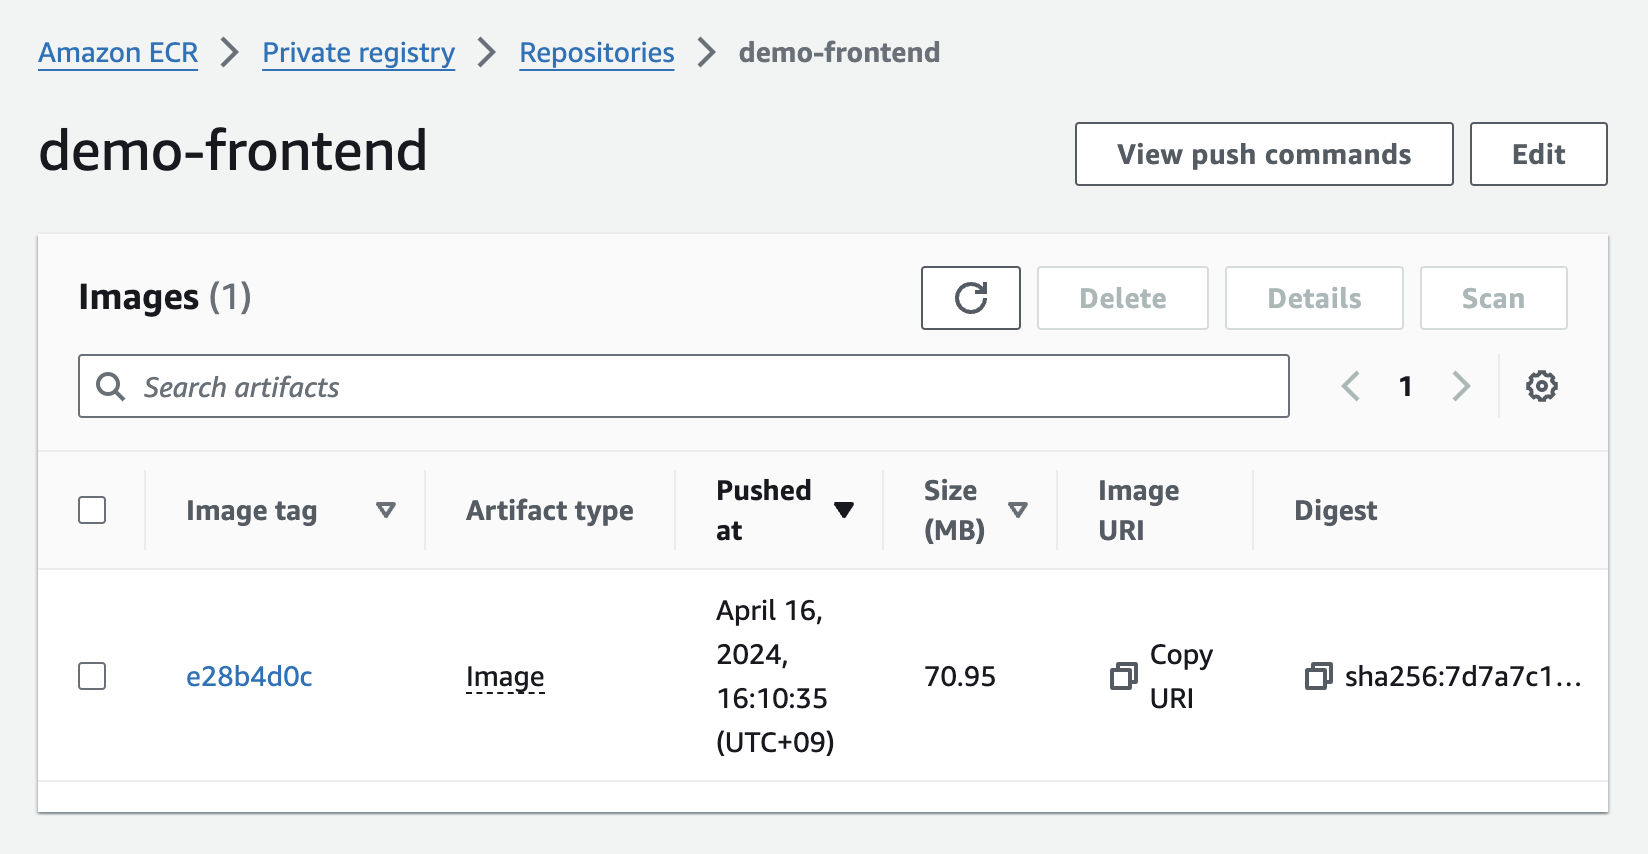 Amazon ECR > Private registry > Repositories > demo-frontend
demo-frontend
View push commands
Edit
Images (1)
Delete
Details
Scan
Search artifacts
1
Image tag
Artifact type
Pushed
at
Size
(MB)
Image
URI
Digest
e28b4d0c
Image
April 16,
2024,
16:10:35
(UTC+09)
70.95
Copy
URI
sha256:7d7a7c1...